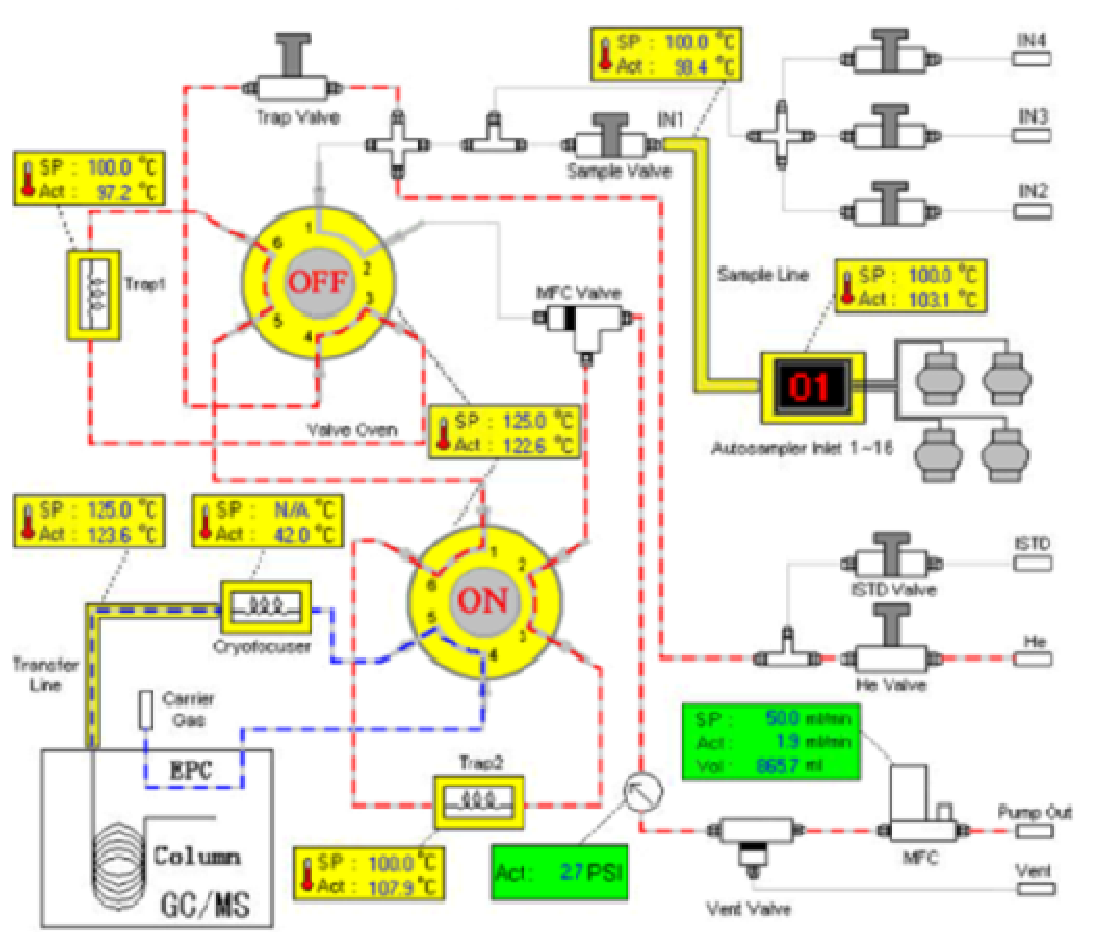 SP : 100.0 °C
Act : 98.4 °C
IN4
Trap Valve
IN1
IN3
Sample Valve
SP : 100.0 °C
Act : 97.2 °C
IN2
1
6
2
OFF
Trap1
3
5
4
MFC Valve
Sample Line
SP : 100.0 °C
Act : 103.1 °C
01
Valve Oven
SP : 125.0 °C
Act : 122.6 °C
Autosampler Inlet 1~16
SP : 125.0 °C
Act : 123.6 °C
SP : N/A °C
Act : 42.0 °C
1
2
6
ON
5
3
4
ISTD
ISTD Valve
Cryofocuser
He
He Valve
Transfer
Line
Carrier
Gas
EPC
SP : 50.0 ml/min
Act : 1.9 ml/min
Vol : 865.7 ml
Trap2
Pump Out
MFC
Column
GC/MS
SP : 100.0 °C
Act : 107.9 °C
Act: 2.7 PSI
Vent
Vent Valve